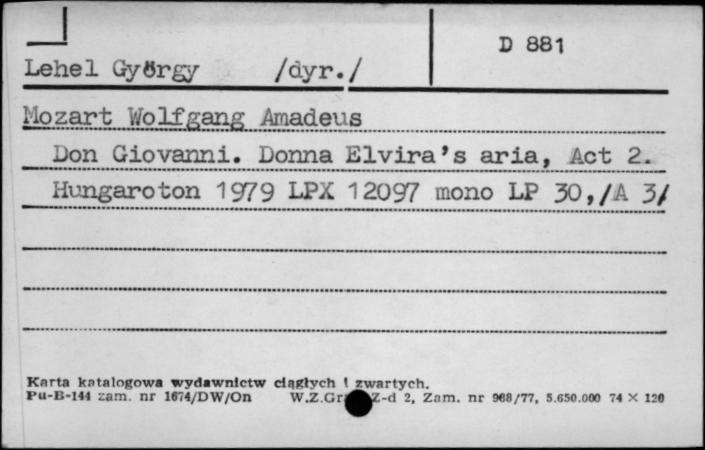 D 881
Lehel György /dyr./
Mozart Wolfgang Amadeus
Don Giovanni. Donna Elvira's aria, Act 2.
Hungaroton 1979 LPX 12097 mono LP 30,/A 3/
Karta katalogowa wydawnictw ciągłych i zwartych.
Pu-B-144 zam. nr 1674/DW/On W.Z.Gr Z-d 2, Zam. nr 968/77, 5.650.000 74 × 120